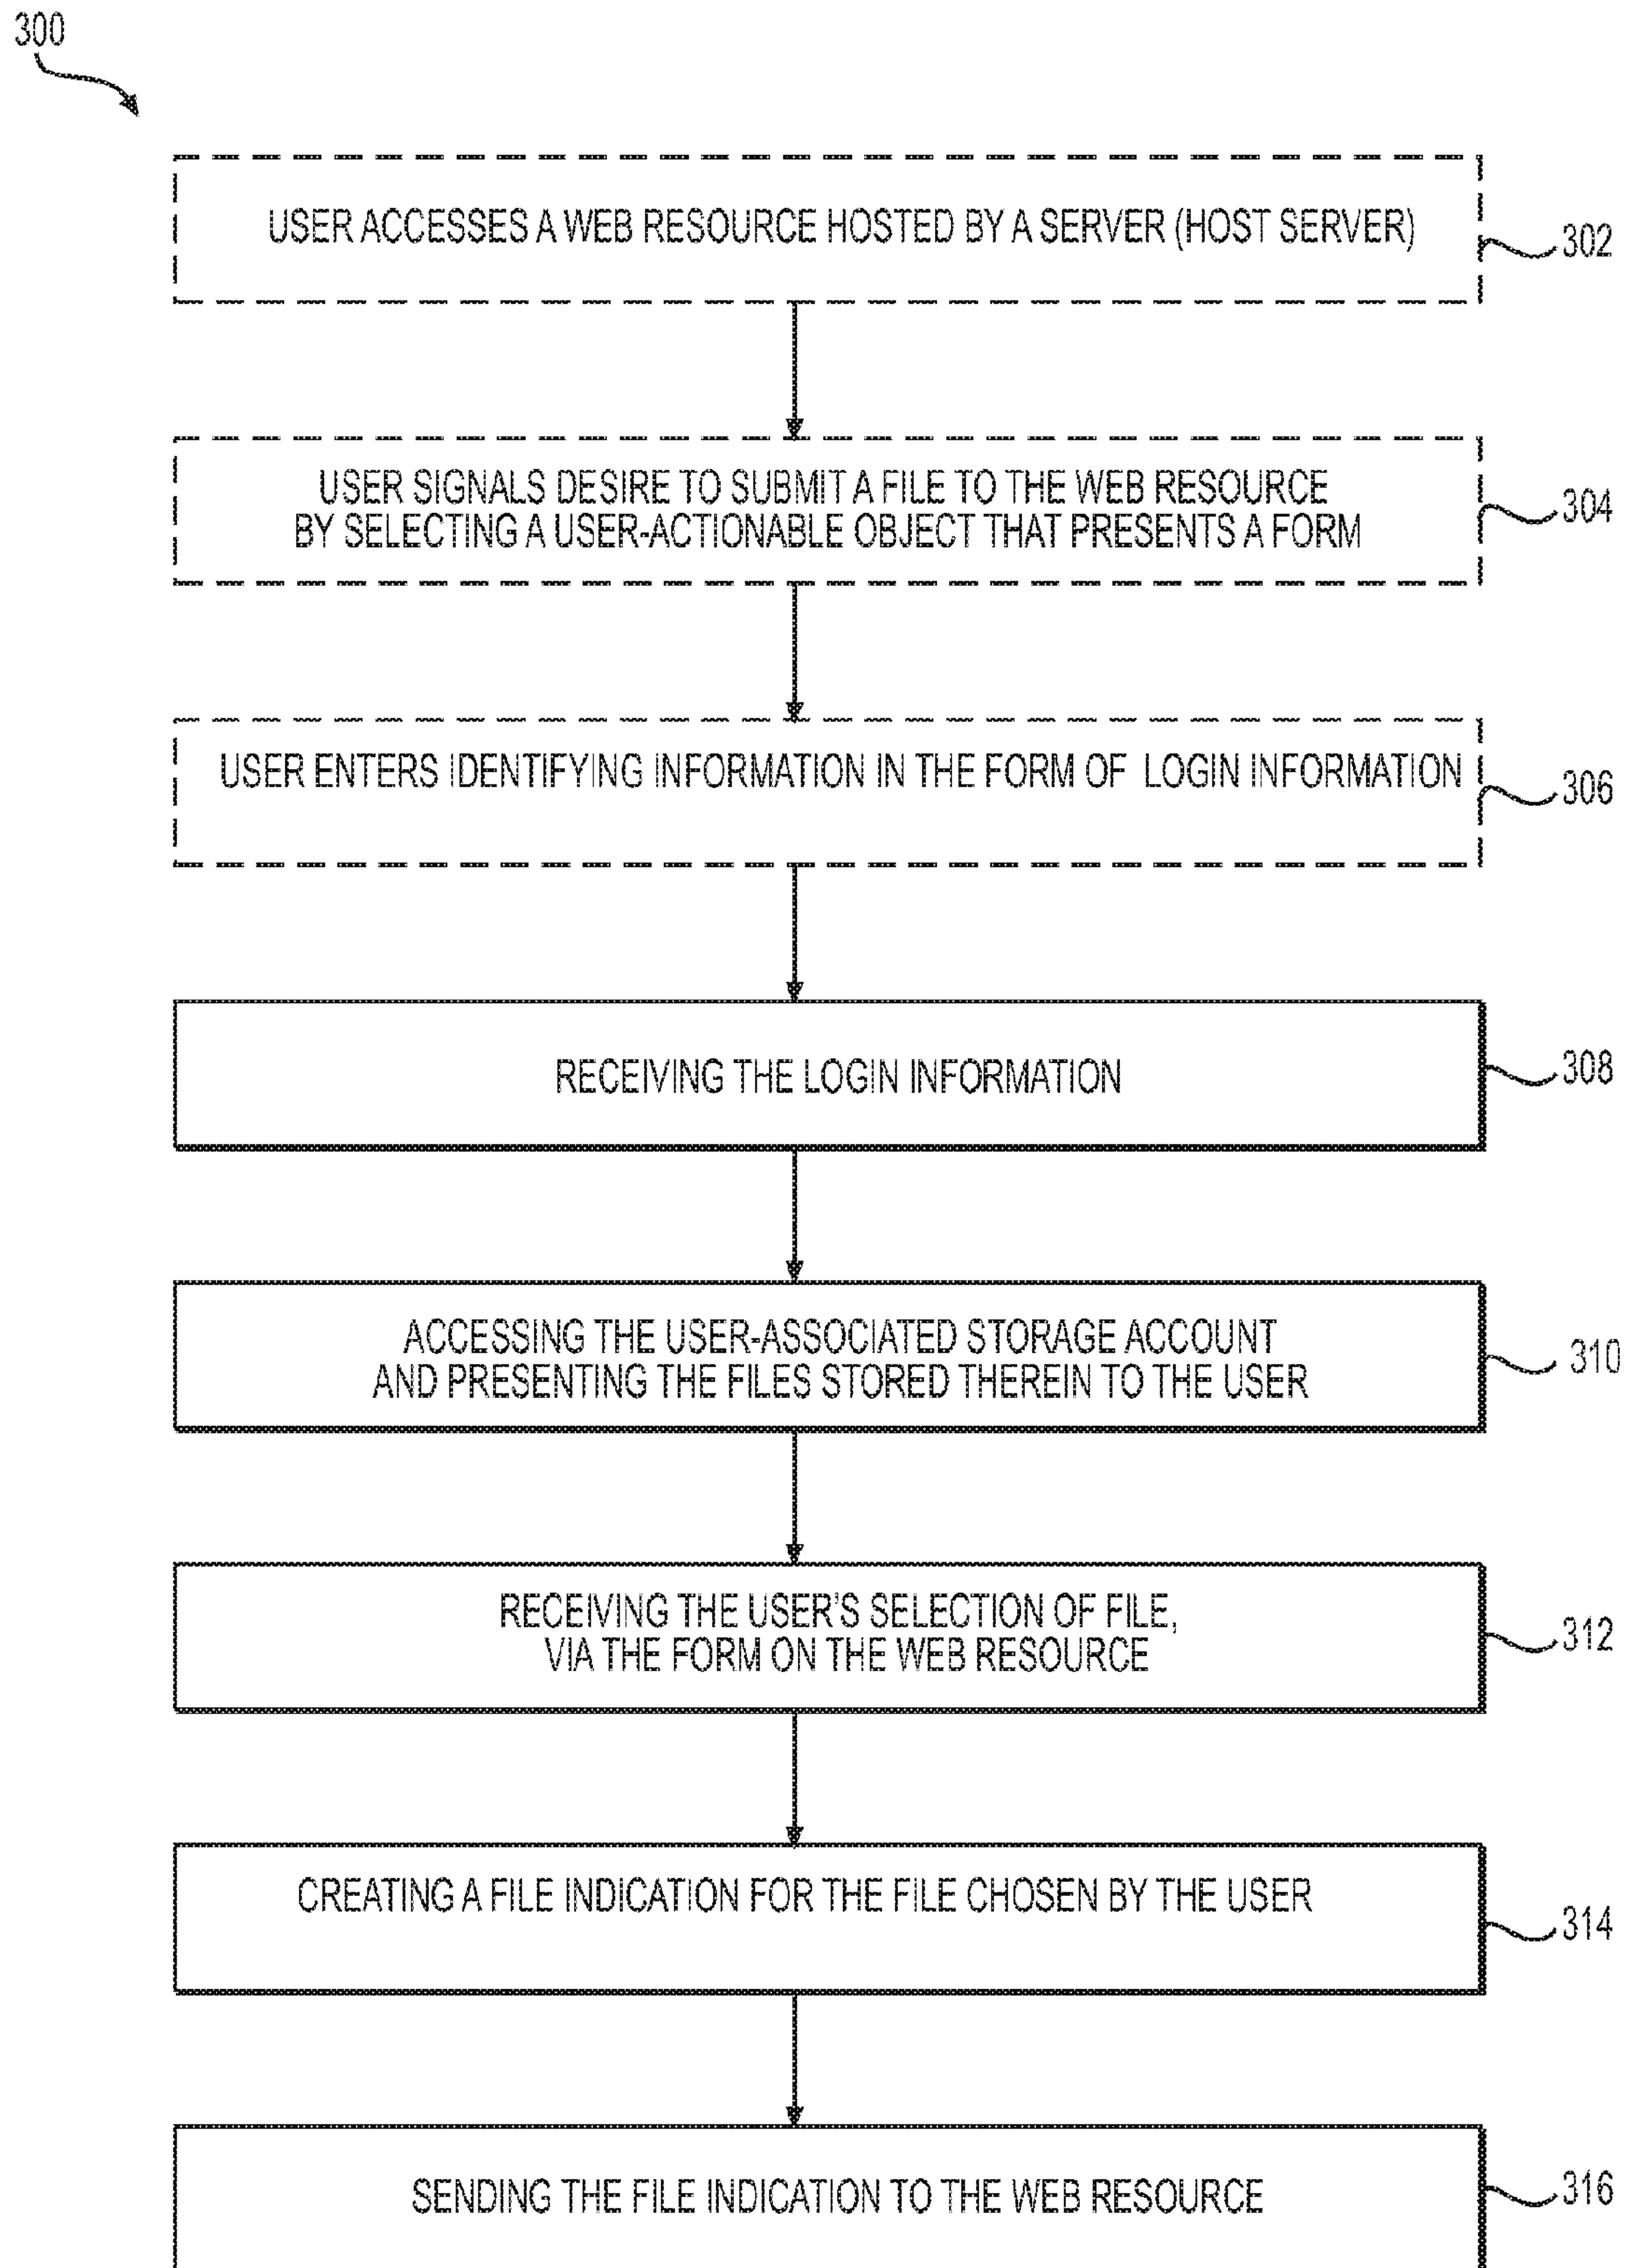 300
USER ACCESSES A WEB RESOURCE HOSTED BY A SERVER (HOST SERVER)
302
USER SIGNALS DESIRE TO SUBMIT A FILE TO THE WEB RESOURCE
BY SELECTING A USER-ACTIONABLE OBJECT THAT PRESENTS A FORM
304
USER ENTERS IDENTIFYING INFORMATION IN THE FORM OF LOGIN INFORMATION
306
RECEIVING THE LOGIN INFORMATION
308
ACCESSING THE USER-ASSOCIATED STORAGE ACCOUNT
AND PRESENTING THE FILES STORED THEREIN TO THE USER
310
RECEIVING THE USER'S SELECTION OF FILE,
VIA THE FORM ON THE WEB RESOURCE
312
CREATING A FILE INDICATION FOR THE FILE CHOSEN BY THE USER
314
SENDING THE FILE INDICATION TO THE WEB RESOURCE
316